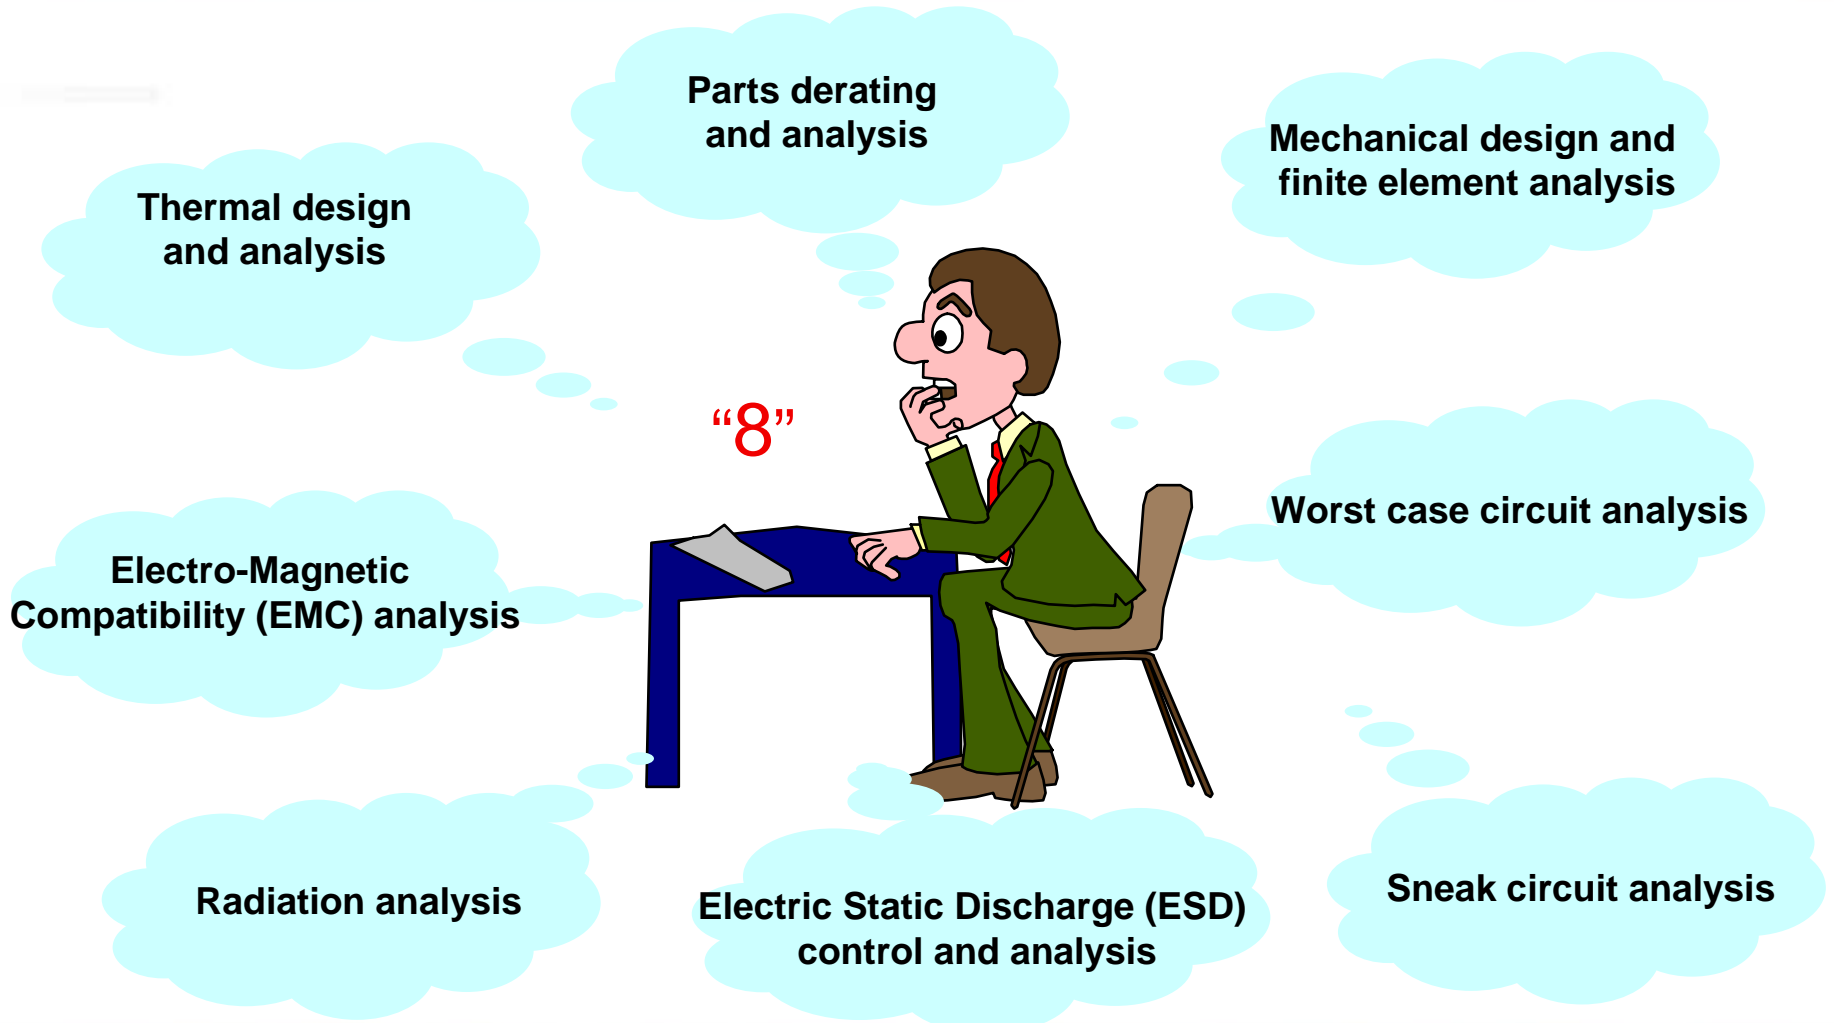 Parts derating
and analysis
Mechanical design and
finite element analysis
Thermal design
and analysis
“8”
Worst case circuit analysis
Electro-Magnetic
Compatibility (EMC) analysis
Radiation analysis
Electric Static Discharge (ESD)
control and analysis
Sneak circuit analysis